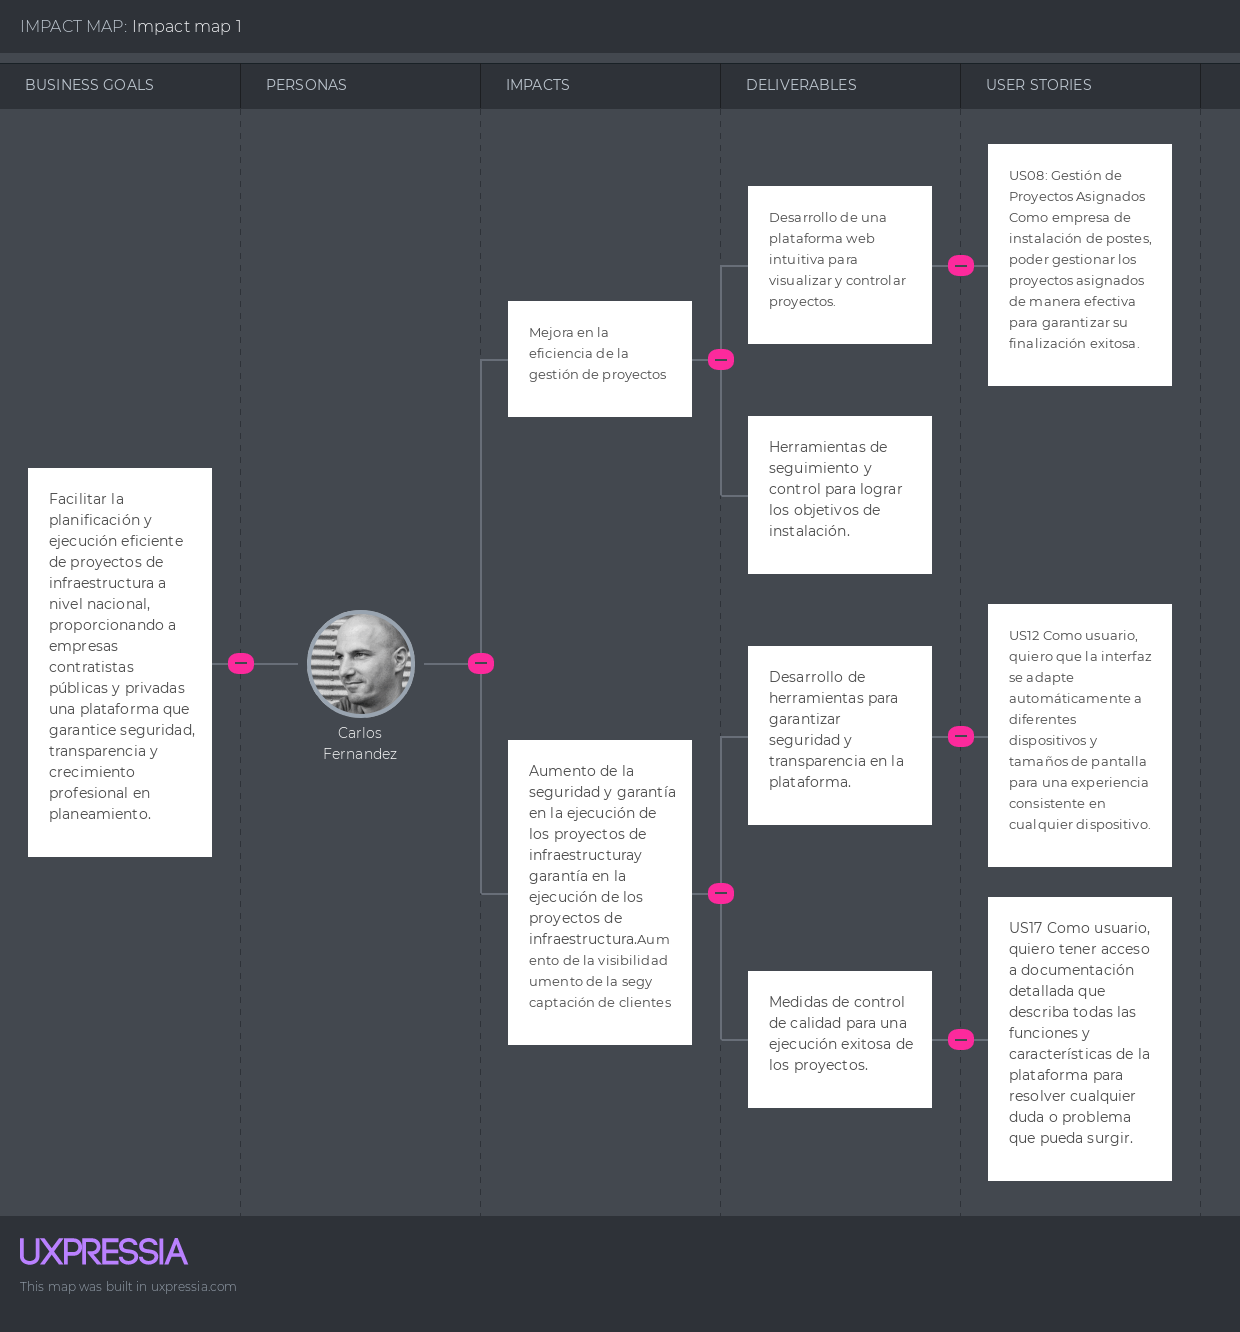 IMPACT MAP: Impact map 1
BUSINESS GOALS
PERSONAS
IMPACTS
DELIVERABLES
USER STORIES
Facilitar la
planificación y
ejecución eficiente
de proyectos de
infraestructura a
nivel nacional,
proporcionando a
empresas
contratistas
públicas y privadas
una plataforma que
garantice seguridad,
transparencia y
crecimiento
profesional en
planeamiento.
Carlos
Fernandez
Mejora en la
eficiencia de la
gestión de proyectos
Aumento de la
seguridad y garantía
en la ejecución de
los proyectos de
infraestructuray
garantía en la
ejecución de los
proyectos de
infraestructura.Aum
ento de la visibilidad
umento de la segy
captación de clientes
Desarrollo de una
plataforma web
intuitiva para
visualizar y controlar
proyectos.
Herramientas de
seguimiento y
control para lograr
los objetivos de
instalación.
Desarrollo de
herramientas para
garantizar
seguridad y
transparencia en la
plataforma.
Medidas de control
de calidad para una
ejecución exitosa de
los proyectos.
US08: Gestión de
Proyectos Asignados
Como empresa de
instalación de postes,
poder gestionar los
proyectos asignados
de manera efectiva
para garantizar su
finalización exitosa.
US12 Como usuario,
quiero que la interfaz
se adapte
automáticamente a
diferentes
dispositivos y
tamaños de pantalla
para una experiencia
consistente en
cualquier dispositivo.
US17 Como usuario,
quiero tener acceso
a documentación
detallada que
describa todas las
funciones y
características de la
plataforma para
resolver cualquier
duda o problema
que pueda surgir.
UXPRESSIA
This map was built in uxpressia.com